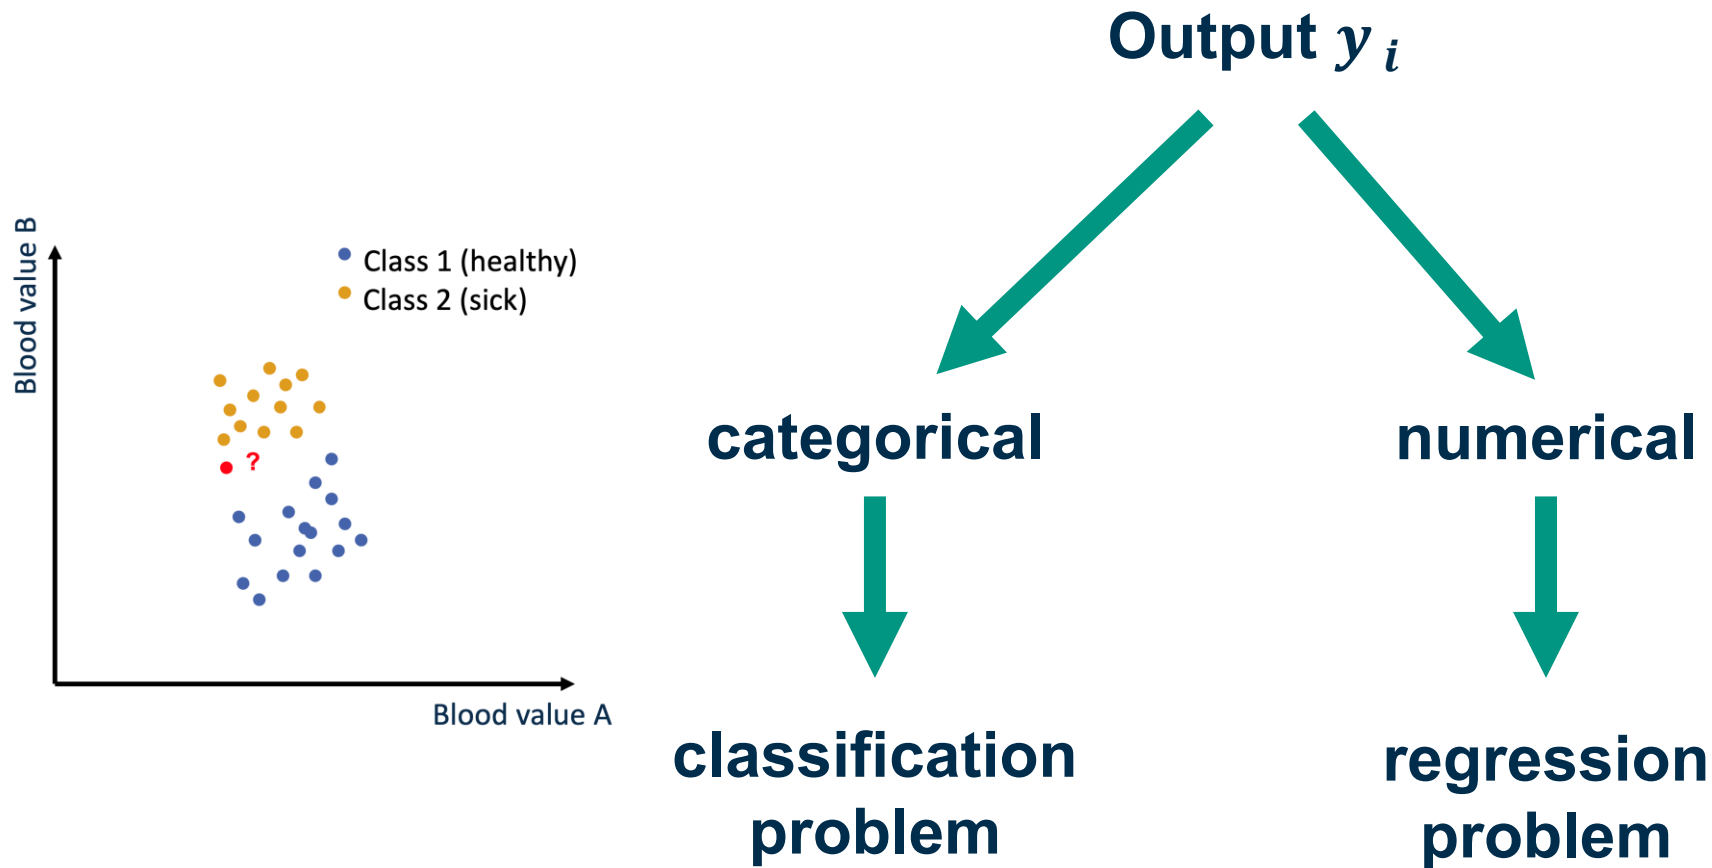 Output y i
Blood value B
Class 1 (healthy)
Class 2 (sick)
?
Blood value A
categorical
numerical
classification
problem
regression
problem